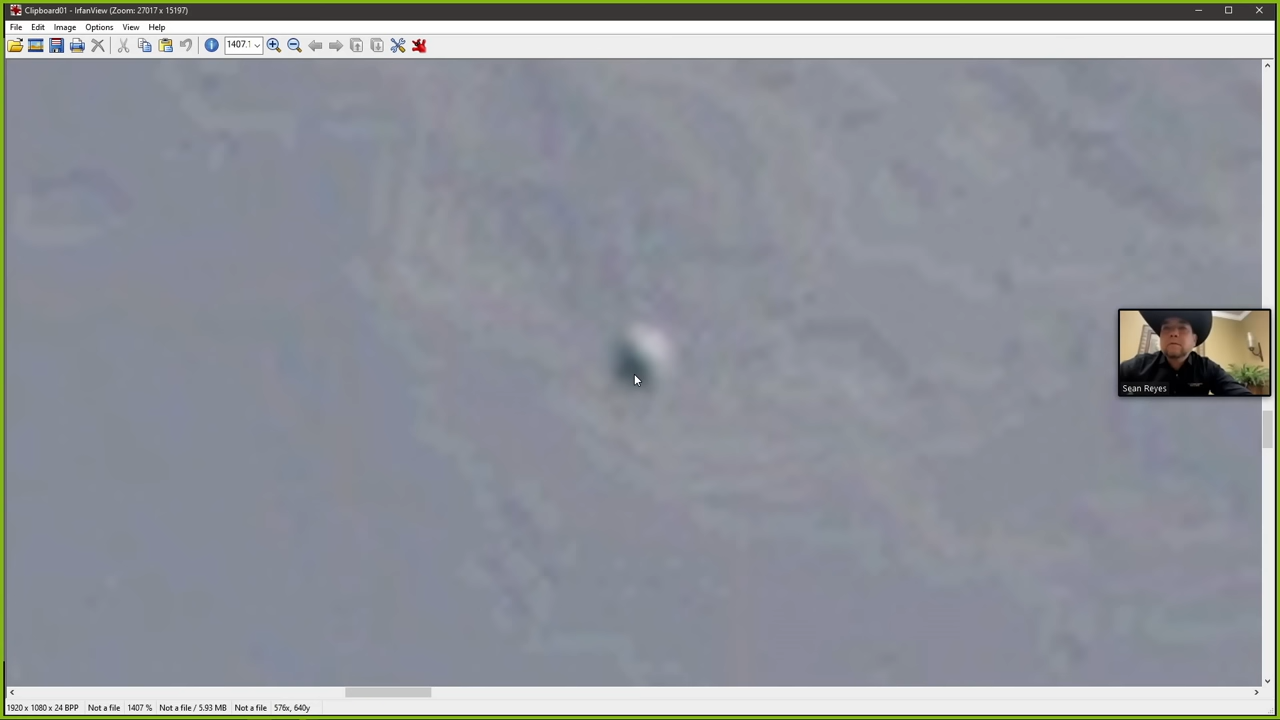 Clipboard01 - IrfanView (Zoom: 27017 x 15197)
File Edit Image Options View Help
1407.1
Sean Reyes
1920 x 1080 x 24 BPP Not a file 1407 % Not a file / 5.93 MB Not a file 576x, 640y